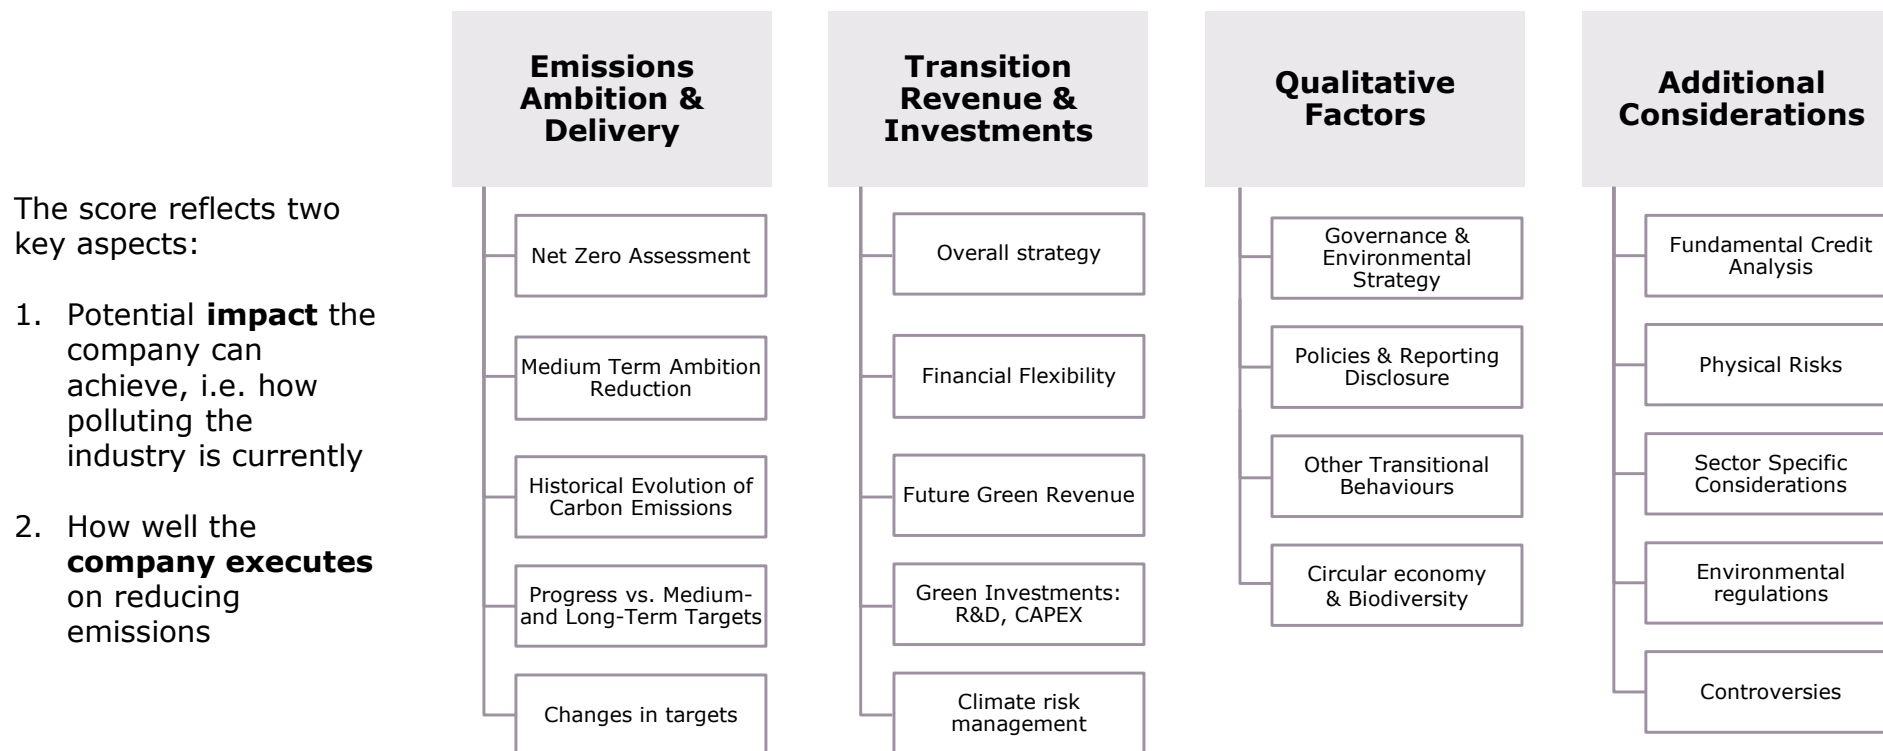 The score reflects two
key aspects:
1. Potential impact the
company can
achieve, i.e. how
polluting the
industry is currently
2. How well the
company executes
on reducing
emissions
Emissions
Ambition &
Delivery
Net Zero Assessment
Medium Term Ambition
Reduction
Historical Evolution of
Carbon Emissions
Progress vs. Medium-
and Long-Term Targets
Changes in targets
Transition
Revenue &
Investments
Overall strategy
Financial Flexibility
Future Green Revenue
Green Investments:
R&D, CAPEX
Climate risk
management
Qualitative
Factors
Governance &
Environmental
Strategy
Policies & Reporting
Disclosure
Other Transitional
Behaviours
Circular economy
& Biodiversity
Additional
Considerations
Fundamental Credit
Analysis
Physical Risks
Sector Specific
Considerations
Environmental
regulations
Controversies